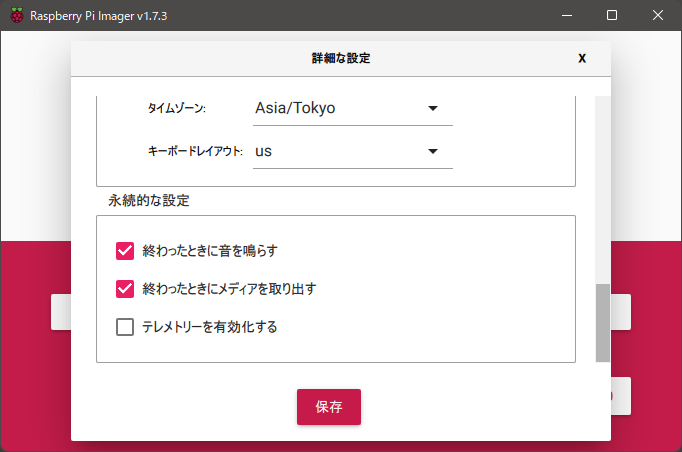 Raspberry Pi Imager v1.7.3
詳細な設定 X
タイムゾーン: Asia/Tokyo
キーボードレイアウト: us
永続的な設定
終わったときに音を鳴らす
終わったときにメディアを取り出す
テレメトリーを有効化する
保存